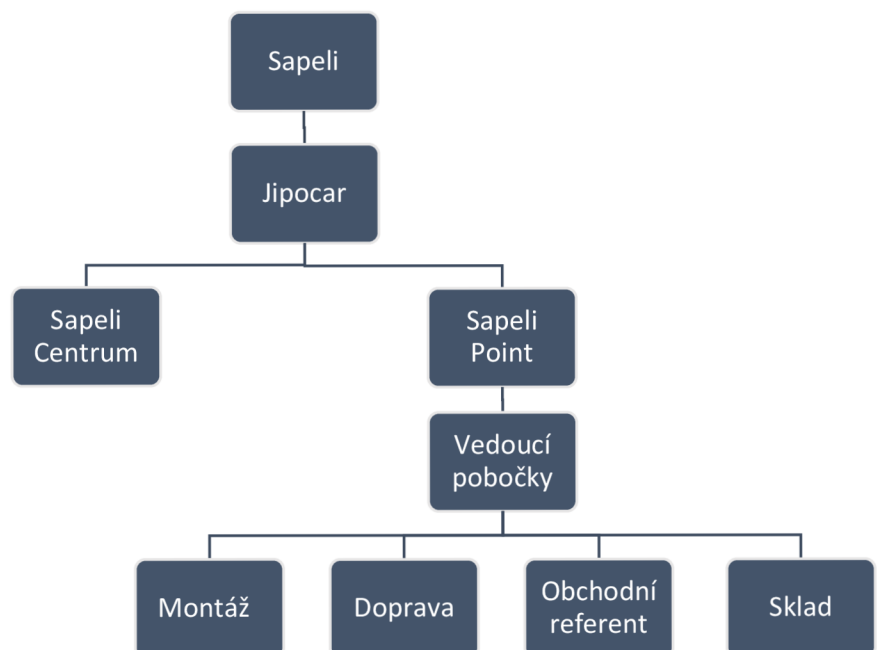 Sapeli
Jipocar
Sapeli
Centrum
Sapeli
Point
Vedoucí
pobočky
Montáž
Doprava
Obchodní
referent
Sklad